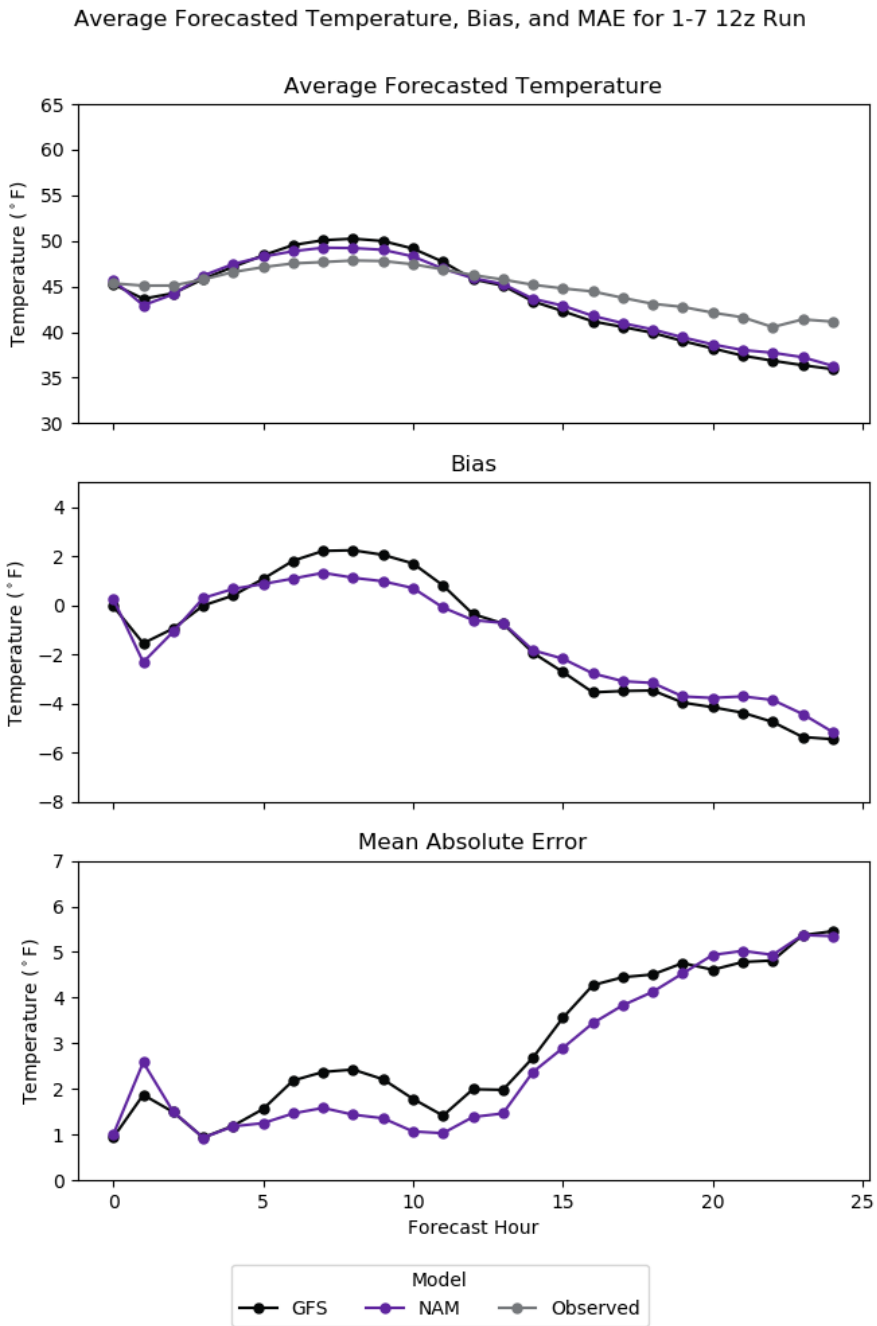 Average Forecasted Temperature, Bias, and MAE for 1-7 12z Run
Average Forecasted Temperature
65
60
55
50
45
40
35
30
Temperature (°F)
Bias
4
2
0
−2
−4
−6
−8
Temperature (°F)
Mean Absolute Error
7
6
5
4
3
2
1
0
Temperature (°F)
0 5 10 15 20 25
Forecast Hour
Model
GFS NAM Observed